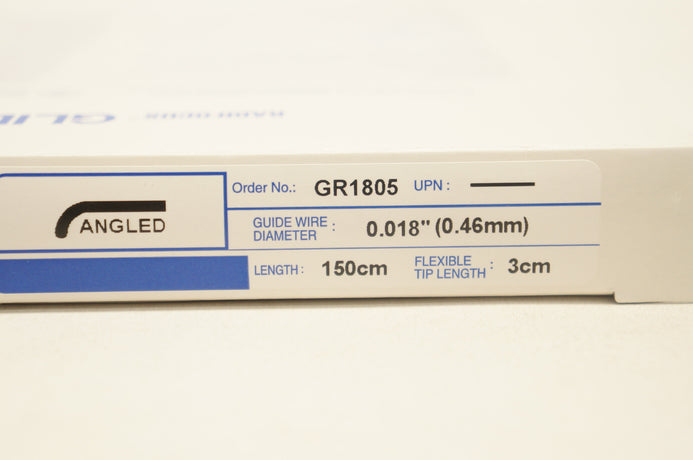 ANGLED
Order No.: GR1805 UPN :
GUIDE WIRE DIAMETER : 0.018" (0.46mm)
LENGTH : 150cm FLEXIBLE TIP LENGTH : 3cm